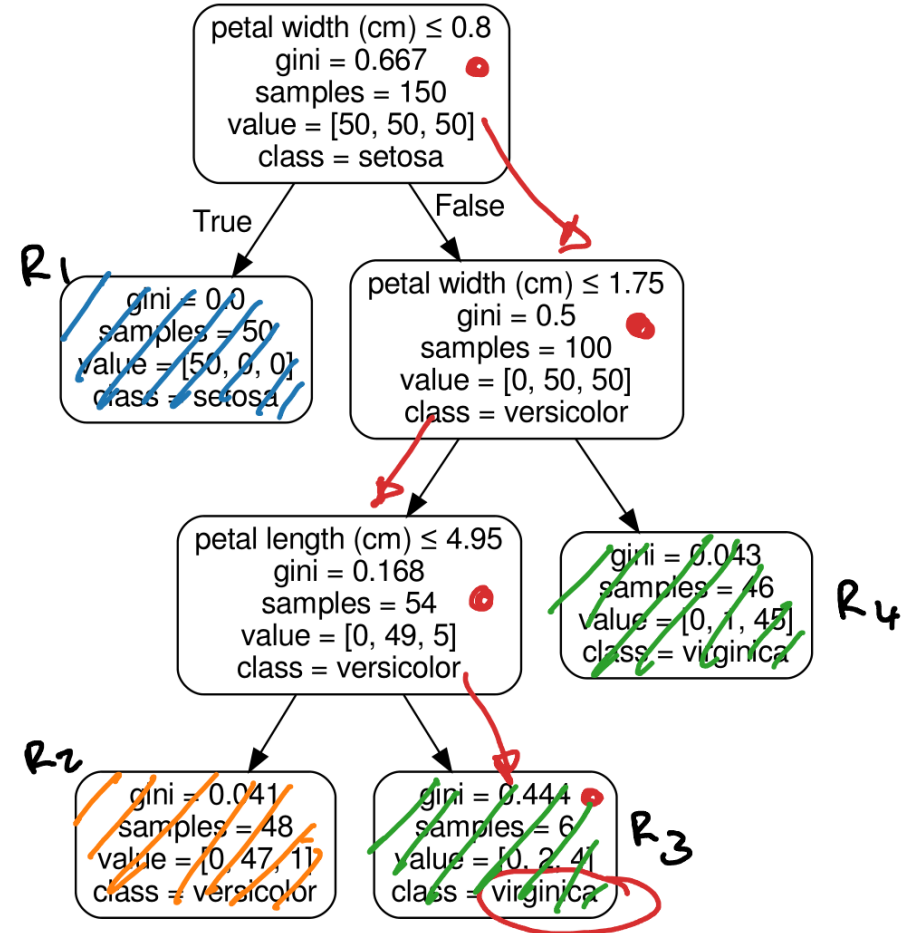 petal width (cm) ≤ 0.8
gini = 0.667
samples = 150
value = [50, 50, 50]
class = setosa
True
False
R1
gini = 0.0
samples = 50
value = [50, 0, 0]
class = setosa
petal width (cm) ≤ 1.75
gini = 0.5
samples = 100
value = [0, 50, 50]
class = versicolor
petal length (cm) ≤ 4.95
gini = 0.168
samples = 54
value = [0, 49, 5]
class = versicolor
gini = 0.043
samples = 46
value = [0, 1, 45]
class = virginica
R4
R2
gini = 0.041
samples = 48
value = [0, 47, 1]
class = versicolor
gini = 0.444
samples = 6
value = [0, 2, 4]
class = virginica
R3